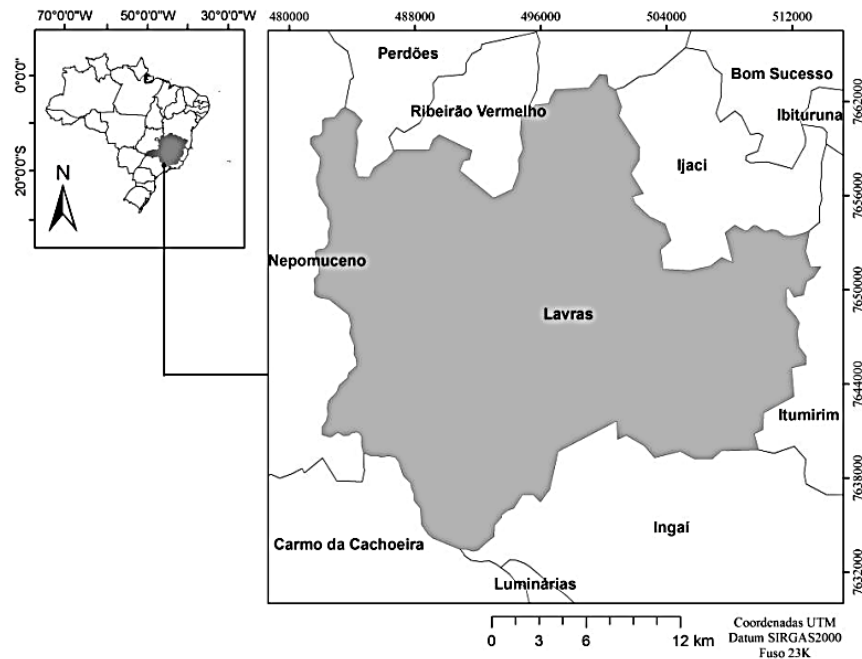 70°0'0"W 50°0'0"W 30°0'0"W
0°0'0"
20°0'0"S
N
480000 488000 496000 504000 512000
7662000
7656000
7650000
7644000
7638000
7632000
Perdões
Bom Sucesso
Ribeirão Vermelho
Ibituruna
Ijaci
Nepomuceno
Lavras
Itumirim
Ingaí
Carmo da Cachoeira
Luminárias
0 3 6 12 km
Coordenadas UTM
Datum SIRGAS2000
Fuso 23K